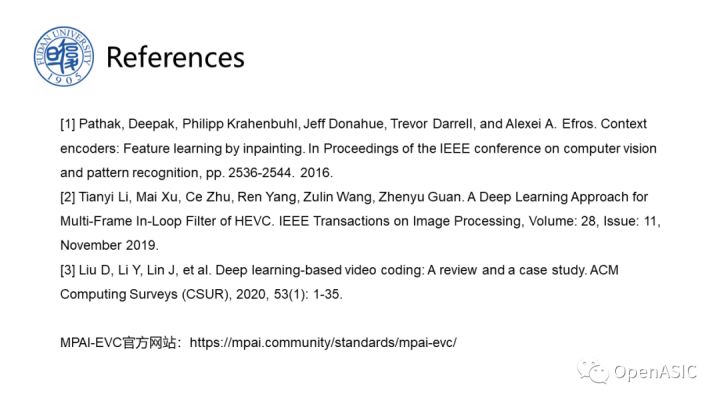 FUDAN UNIVERSITY
1905
References
[1] Pathak, Deepak, Philipp Krahenbuhl, Jeff Donahue, Trevor Darrell, and Alexei A. Efros. Context
encoders: Feature learning by inpainting. In Proceedings of the IEEE conference on computer vision
and pattern recognition, pp. 2536-2544. 2016.
[2] Tianyi Li, Mai Xu, Ce Zhu, Ren Yang, Zulin Wang, Zhenyu Guan. A Deep Learning Approach for
Multi-Frame In-Loop Filter of HEVC. IEEE Transactions on Image Processing, Volume: 28, Issue: 11,
November 2019.
[3] Liu D, Li Y, Lin J, et al. Deep learning-based video coding: A review and a case study. ACM
Computing Surveys (CSUR), 2020, 53(1): 1-35.
MPAI-EVC官方网站：https://mpai.community/standards/mpai-evc/
OpenASIC